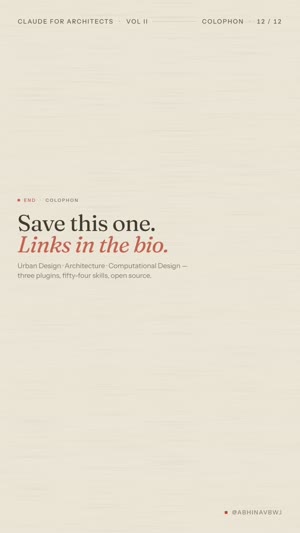 CLAUDE FOR ARCHITECTS · VOL II
COLOPHON · 12 / 12
END · COLOPHON
Save this one.
Links in the bio.
Urban Design · Architecture · Computational Design —
three plugins, fifty-four skills, open source.
@ABHINAVBWJ